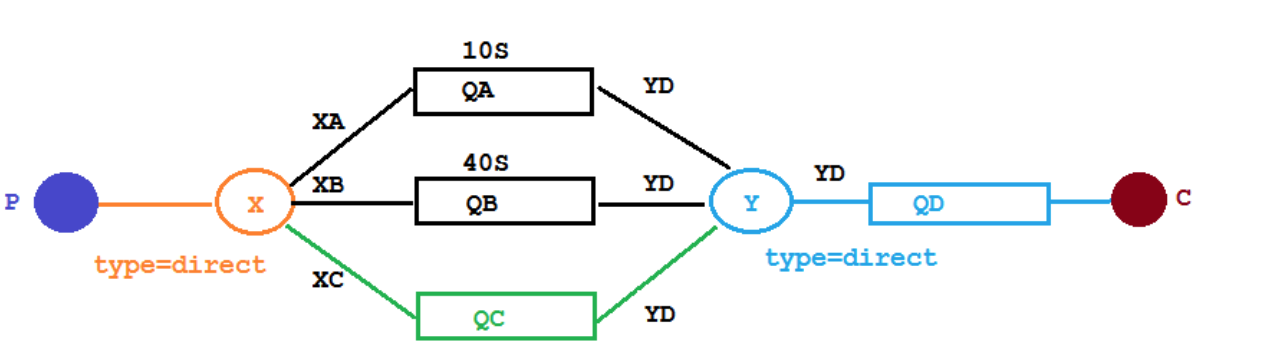 10S
QA
YD
XA
40S
XB
QB
YD
YD
P
X
Y
QD
C
type=direct
type=direct
XC
QC
YD